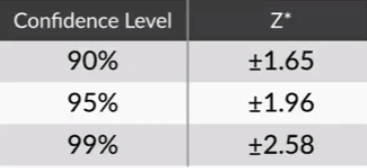 Confidence Level Z*
90% ±1.65
95% ±1.96
99% ±2.58